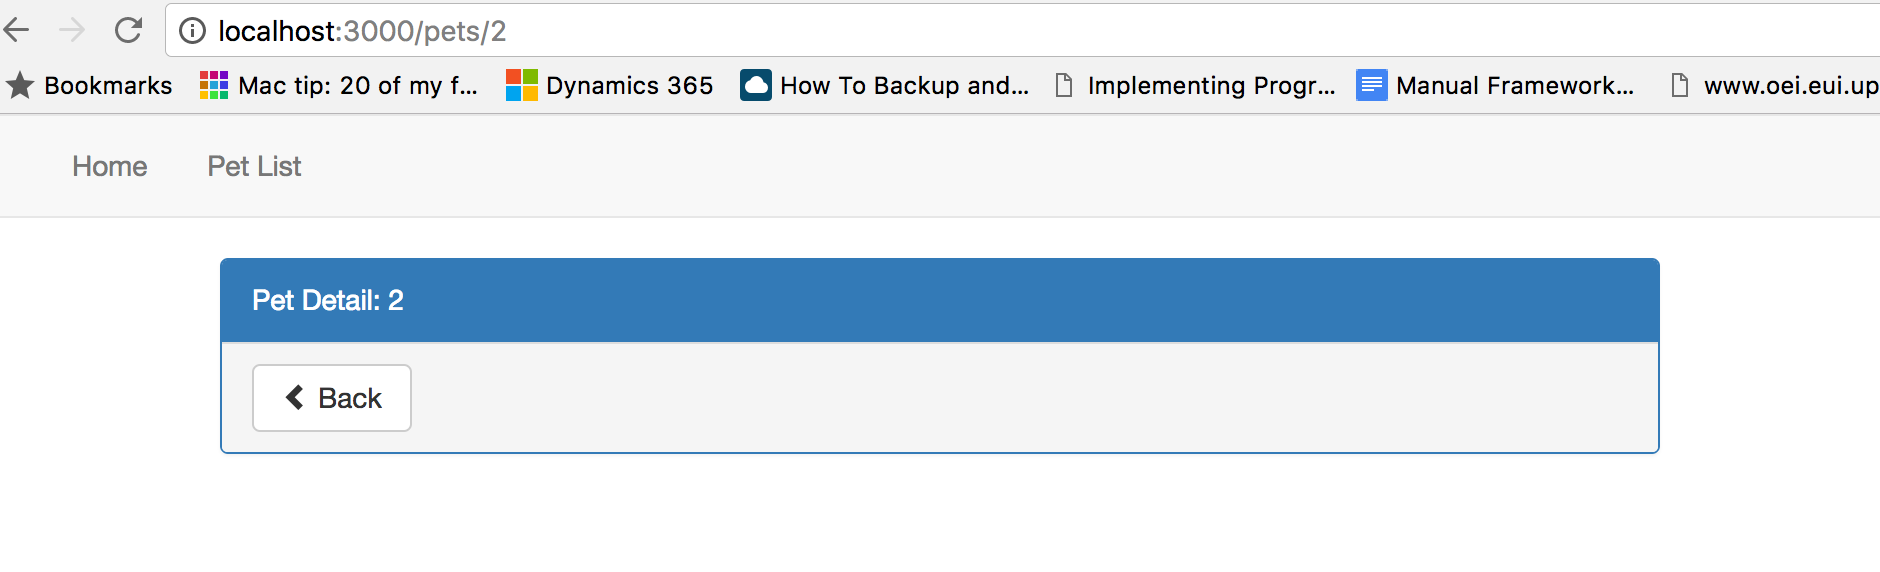 localhost:3000/pets/2
Bookmarks Mac tip: 20 of my f... Dynamics 365 How To Backup and... Implementing Progr... Manual Framework... www.oei.eui.up
Home Pet List
Pet Detail: 2
Back